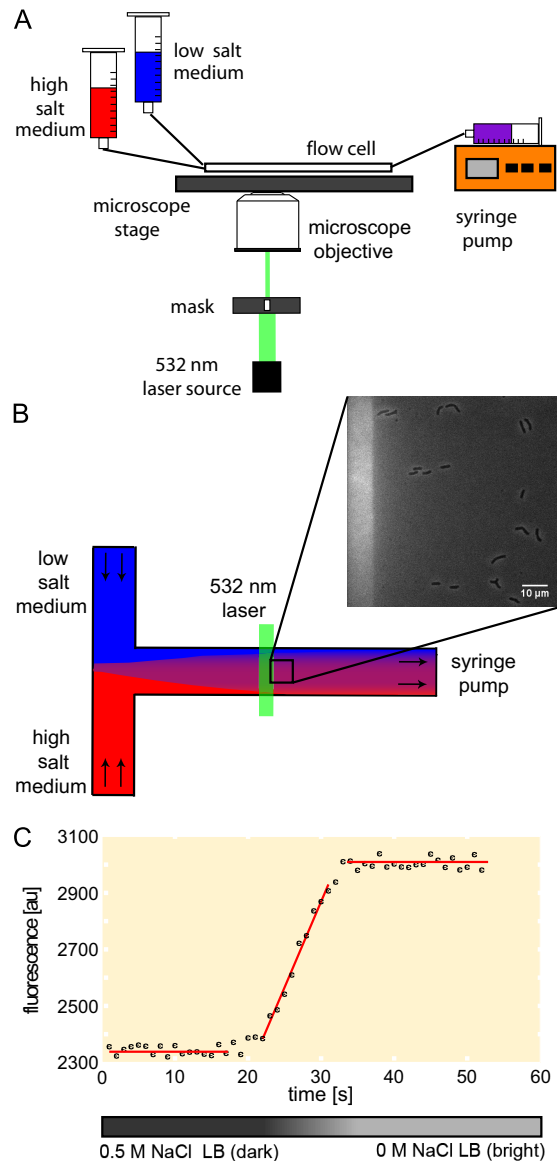 A
low salt
medium
high
salt
medium
flow cell
microscope
stage
microscope
objective
syringe
pump
mask
532 nm
laser source
B
10 µm
low
salt
medium
532 nm
laser
syringe
pump
high
salt
medium
C
fluorescence [au]
3100
2900
2700
2500
2300
0
10
20
30
40
50
60
time [s]
0.5 M NaCl LB (dark)
0 M NaCl LB (bright)